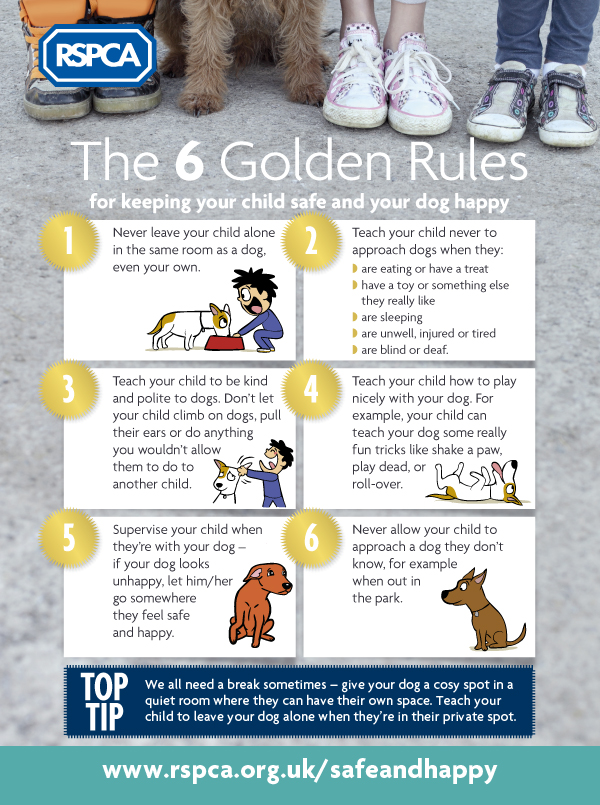 RSPCA
The 6 Golden Rules
for keeping your child safe and your dog happy
1
Never leave your child alone
in the same room as a dog,
even your own.
2
Teach your child never to
approach dogs when they:
are eating or have a treat
have a toy or something else
they really like
are sleeping
are unwell, injured or tired
are blind or deaf.
3
Teach your child to be kind
and polite to dogs. Don’t let
your child climb on dogs, pull
their ears or do anything
you wouldn’t allow
them to do to
another child.
4
Teach your child how to play
nicely with your dog. For
example, your child can
teach your dog some really
fun tricks like shake a paw,
play dead, or
roll-over.
5
Supervise your child when
they’re with your dog –
if your dog looks
unhappy, let him/her
go somewhere
they feel safe
and happy.
6
Never allow your child to
approach a dog they don’t
know, for example
when out in
the park.
TOP
TIP
We all need a break sometimes – give your dog a cosy spot in a
quiet room where they can have their own space. Teach your
child to leave your dog alone when they’re in their private spot.
www.rspca.org.uk/safeandhappy